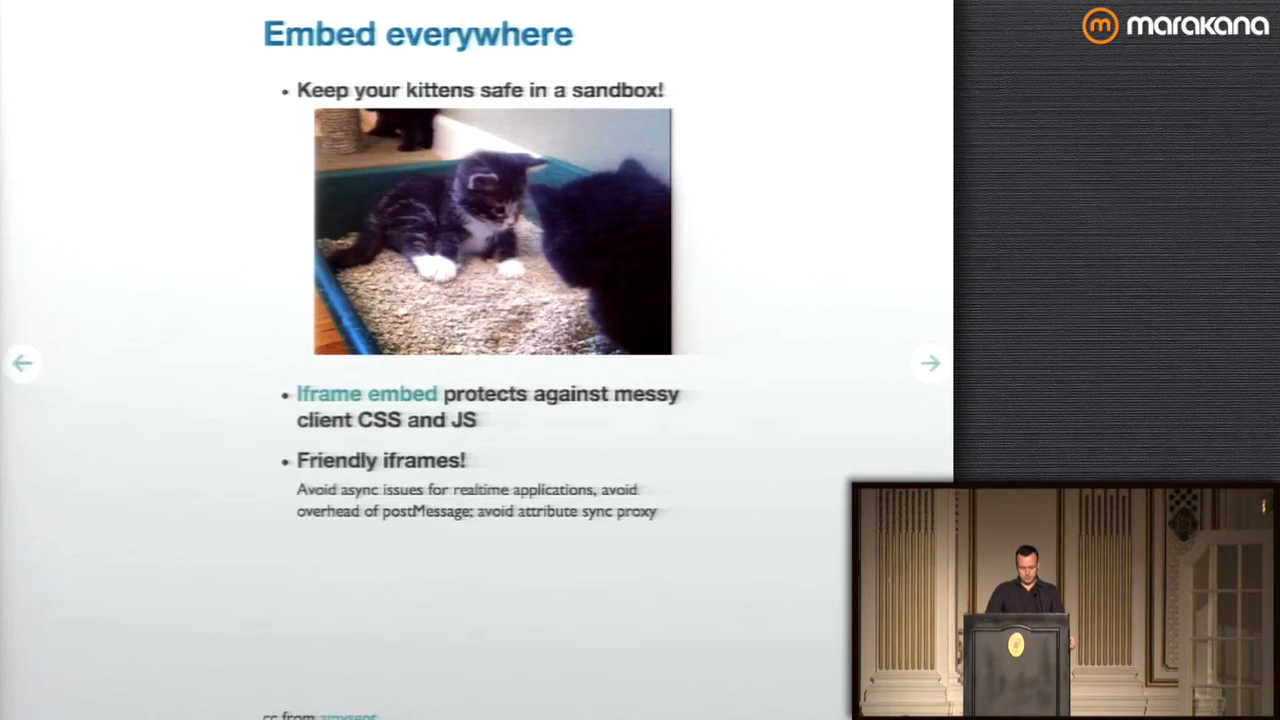 Embed everywhere
marakana
• Keep your kittens safe in a sandbox!
• Iframe embed protects against messy
client CSS and JS
• Friendly iframes!
Avoid async issues for realtime applications, avoid
overhead of postMessage; avoid attribute sync proxy
cc from amysept